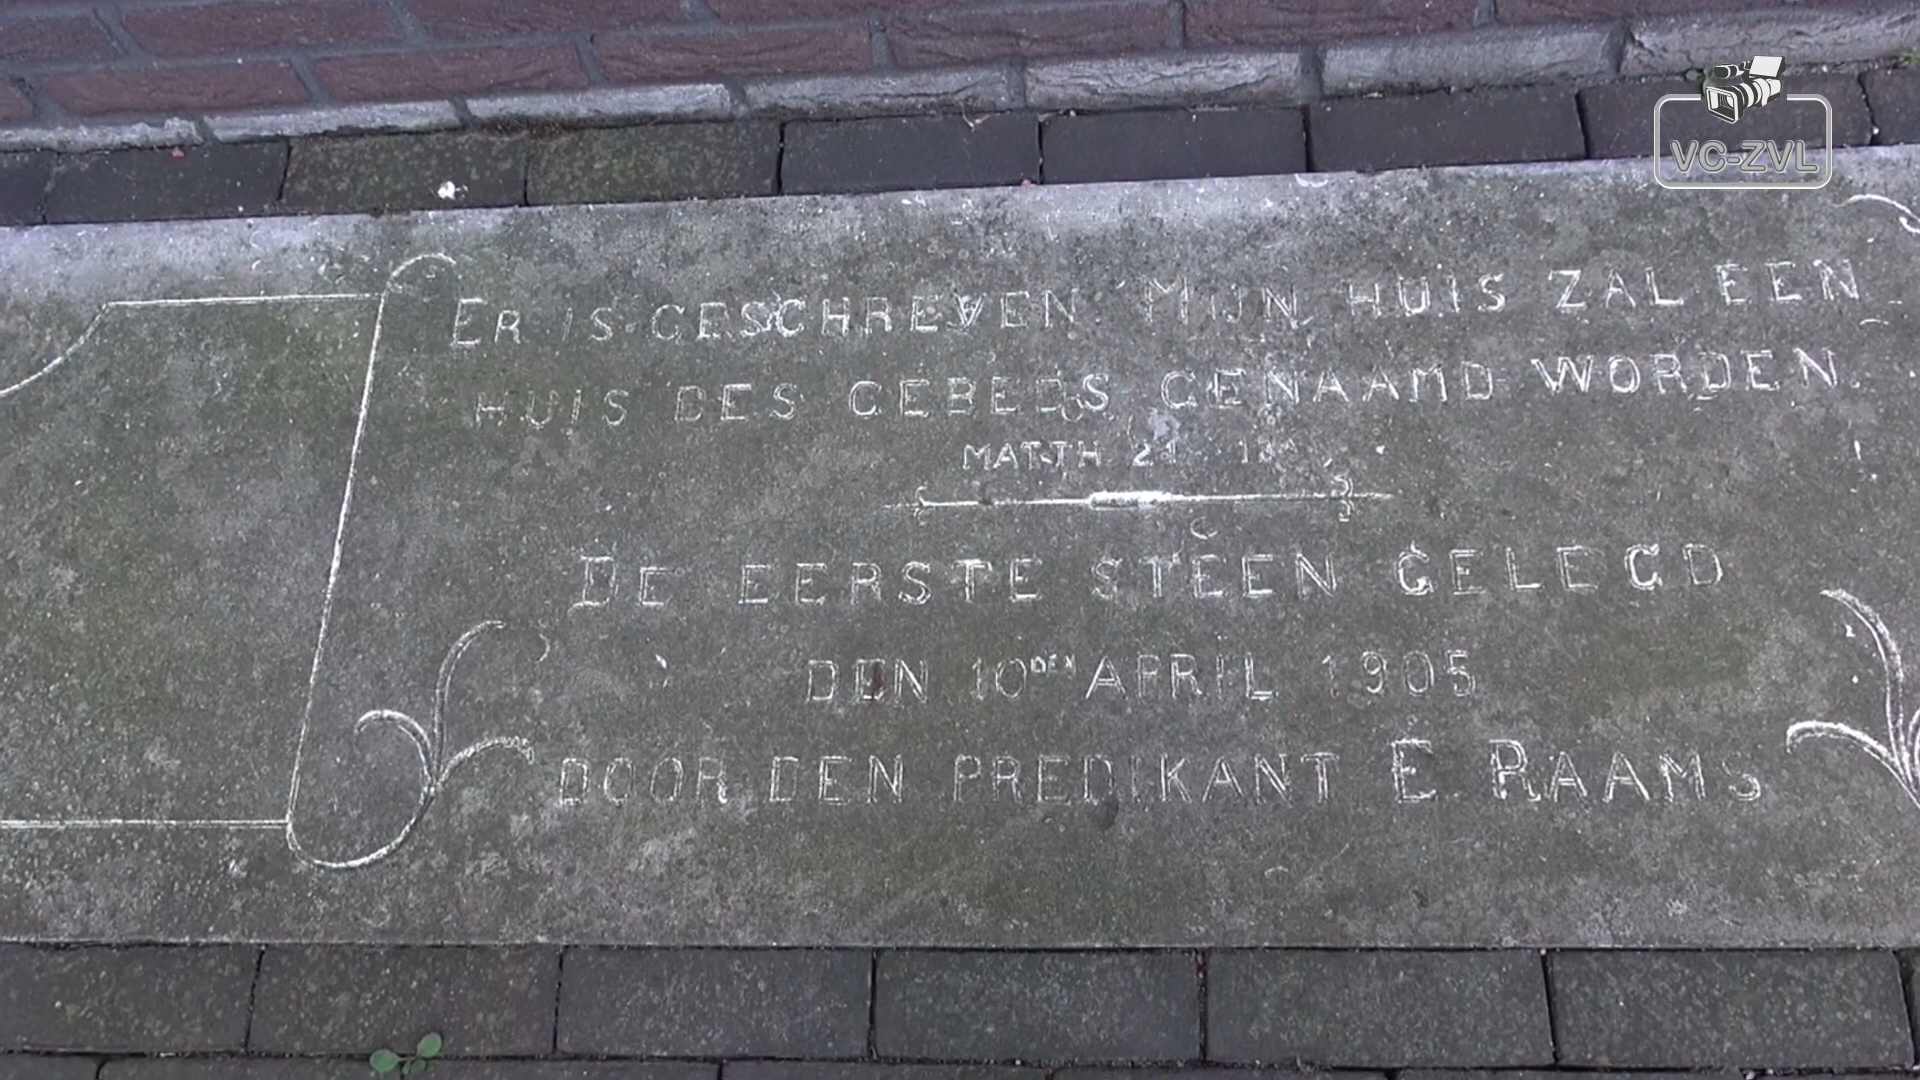 VC-ZVL
ER IS GESCHREVEN MIJN HUIS ZAL EEN
HUIS DES GEBEDS GENAAMD WORDEN.
MATTH 21
DE EERSTE STEEN GELEGD
DEN 10DEN APRIL 1905
DOOR DEN PREDIKANT E RAAMS